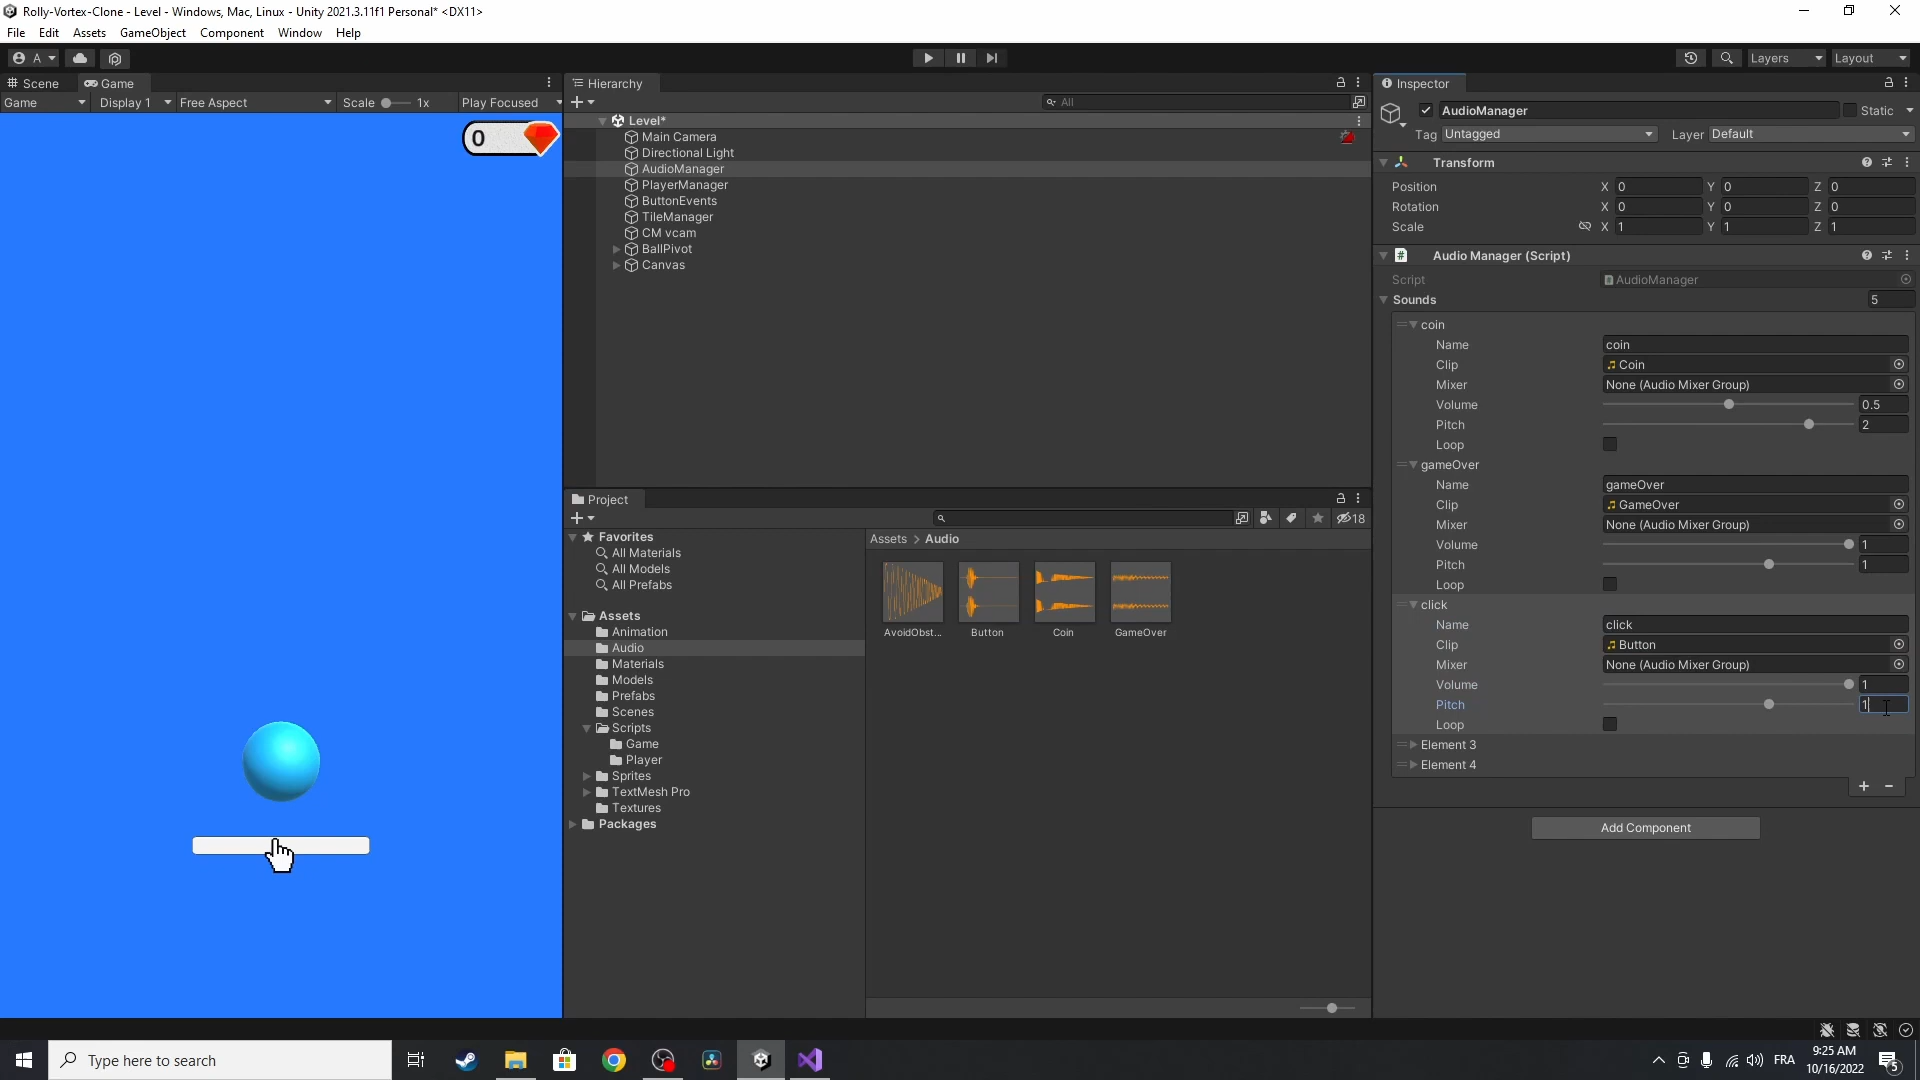 Rolly-Vortex-Clone - Level - Windows, Mac, Linux - Unity 2021.3.11f1 Personal* <DX11>
File Edit Assets GameObject Component Window Help
A Layers Layout
Scene Game Hierarchy Inspector
Game Display 1 Free Aspect Scale 1x Play Focused All
0
Level*
Main Camera
Directional Light
AudioManager
PlayerManager
ButtonEvents
TileManager
CM vcam
BallPivot
Canvas
AudioManager Static
Tag Untagged Layer Default
Transform
Position X 0 Y 0 Z 0
Rotation X 0 Y 0 Z 0
Scale X 1 Y 1 Z 1
Audio Manager (Script)
Script AudioManager
Sounds 5
coin
Name coin
Clip Coin
Mixer None (Audio Mixer Group)
Volume 0.5
Pitch 2
Loop
gameOver
Name gameOver
Clip GameOver
Mixer None (Audio Mixer Group)
Volume 1
Pitch 1
Loop
click
Name click
Clip Button
Mixer None (Audio Mixer Group)
Volume 1
Pitch 1
Loop
Element 3
Element 4
Add Component
Project
18
Favorites
All Materials
All Models
All Prefabs
Assets
Animation
Audio
Materials
Models
Prefabs
Scenes
Scripts
Game
Player
Sprites
TextMesh Pro
Textures
Packages
Assets > Audio
AvoidObst... Button Coin GameOver
Type here to search
FRA
9:25 AM
10/16/2022
5